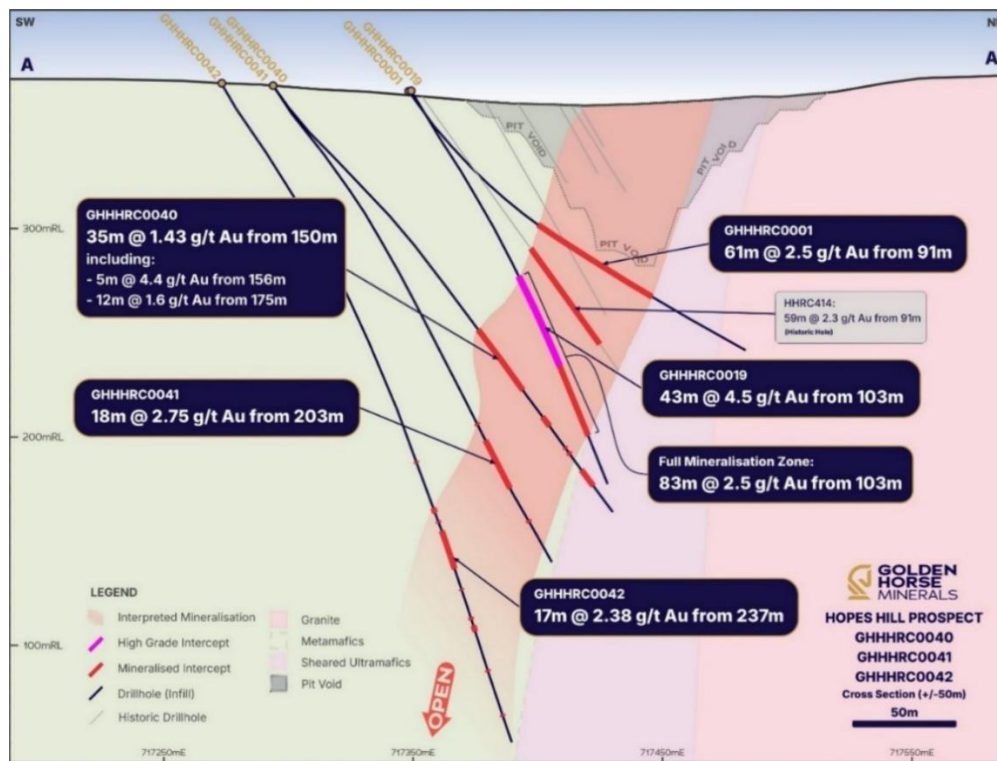 SW
NE
A
A
GHHHRC0042
GHHHRC0041
GHHHRC0040
GHHHRC0001
GHHHRC0019
PIT VOID
PIT VOID
PIT VOID
300mRL
200mRL
100mRL
GHHHRC0040
35m @ 1.43 g/t Au from 150m
including:
- 5m @ 4.4 g/t Au from 156m
- 12m @ 1.6 g/t Au from 175m
GHHHRC0001
61m @ 2.5 g/t Au from 91m
HHRC414:
59m @ 2.3 g/t Au from 91m
(Historic Hole)
GHHHRC0019
43m @ 4.5 g/t Au from 103m
GHHHRC0041
18m @ 2.75 g/t Au from 203m
Full Mineralisation Zone:
83m @ 2.5 g/t Au from 103m
GHHHRC0042
17m @ 2.38 g/t Au from 237m
LEGEND
Interpreted Mineralisation
High Grade Intercept
Mineralised Intercept
Drillhole (Infill)
Historic Drillhole
Granite
Metamafics
Sheared Ultramafics
Pit Void
OPEN
GOLDEN
HORSE
MINERALS
HOPES HILL PROSPECT
GHHHRC0040
GHHHRC0041
GHHHRC0042
Cross Section (+/-50m)
50m
717250mE
717350mE
717450mE
717550mE